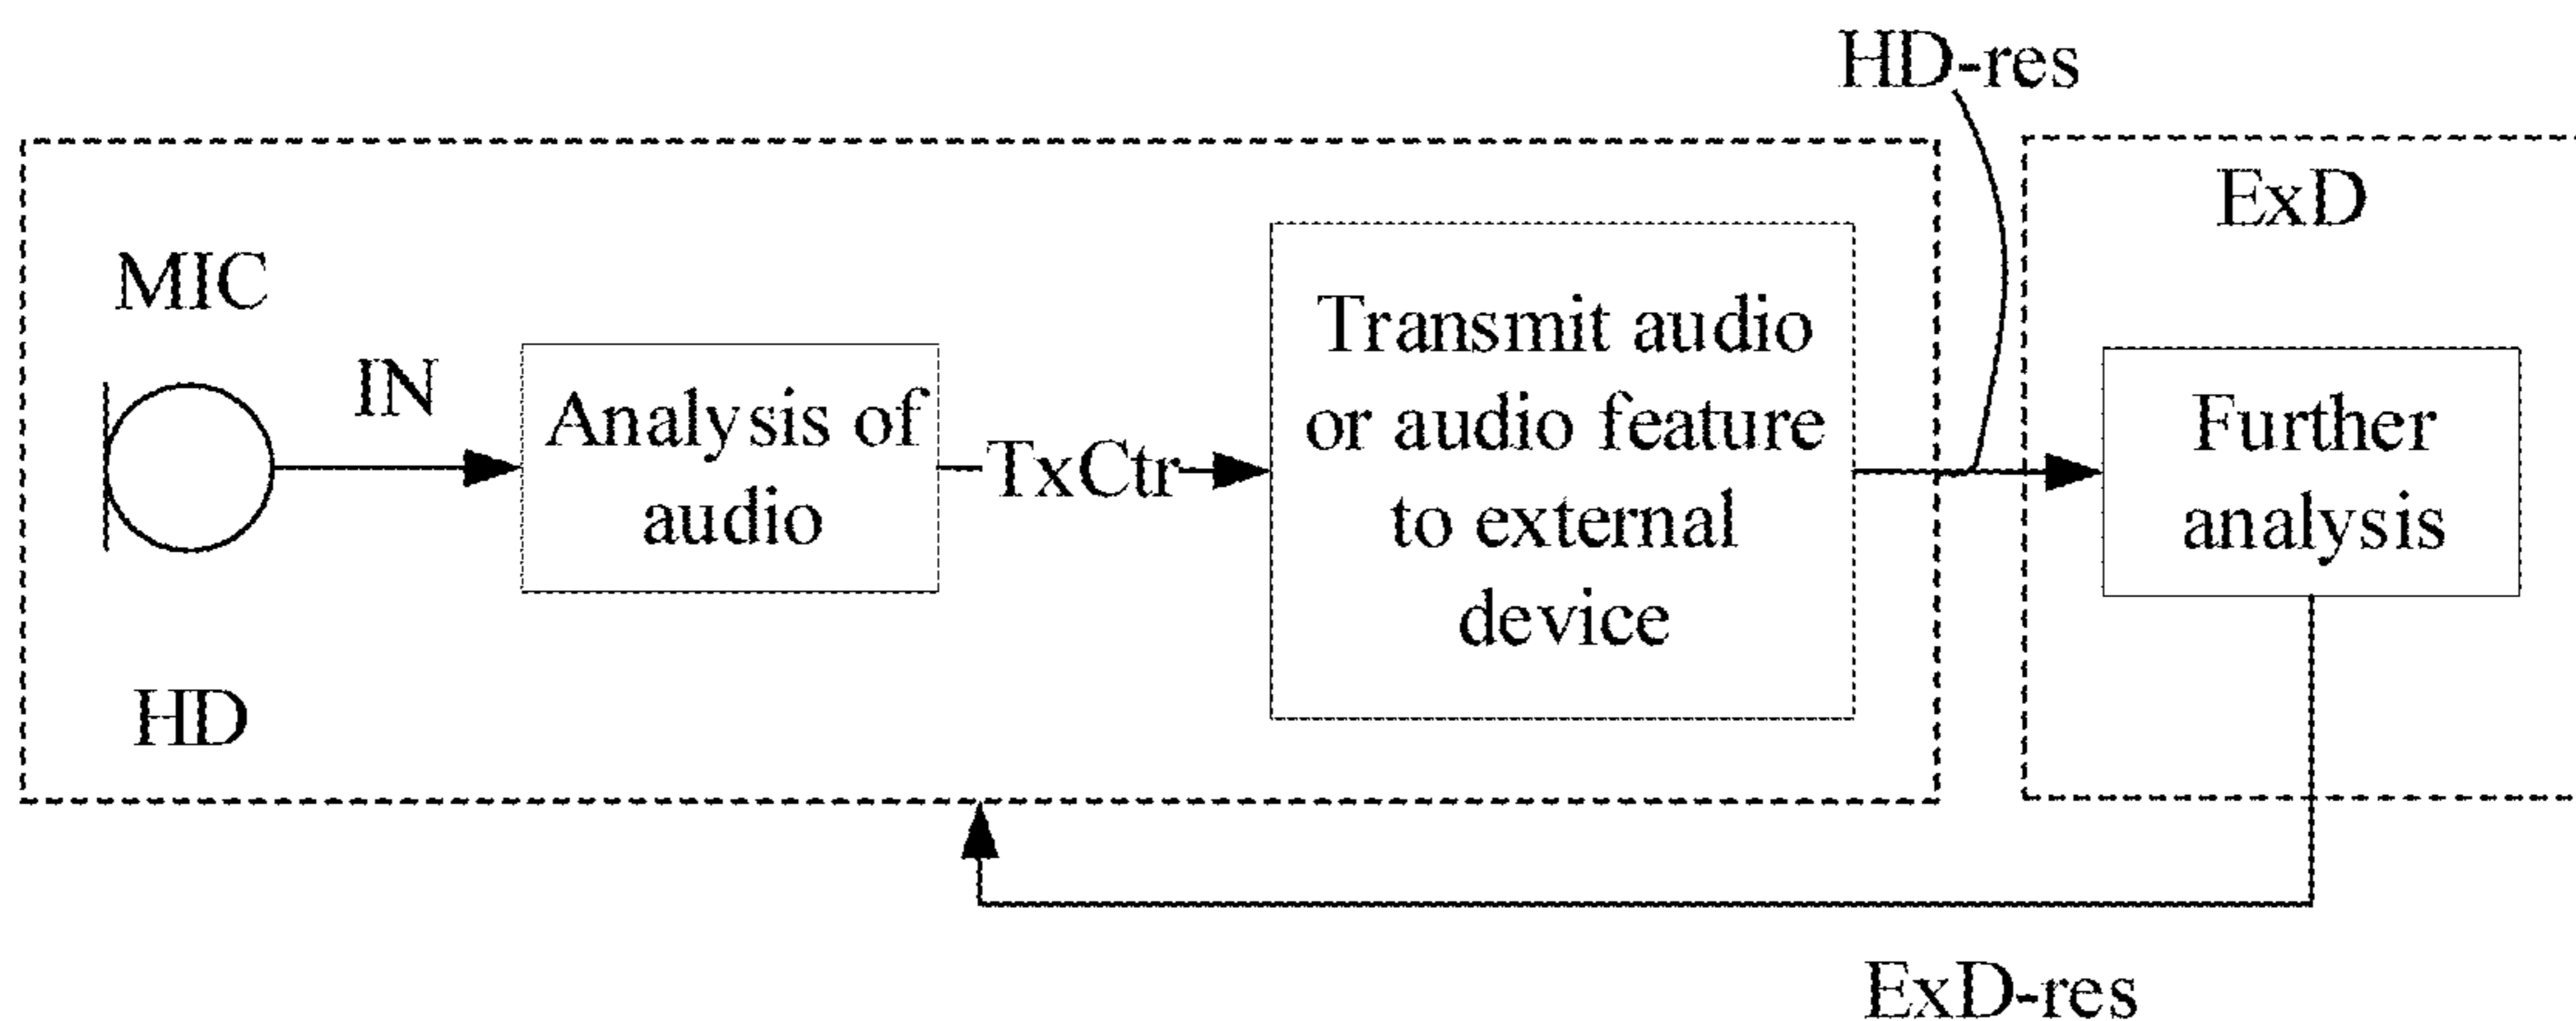 HD-res
ExD
MIC
IN
Analysis of
audio
TxCtr
Transmit audio
or audio feature
to external
device
Further
analysis
HD
ExD-res